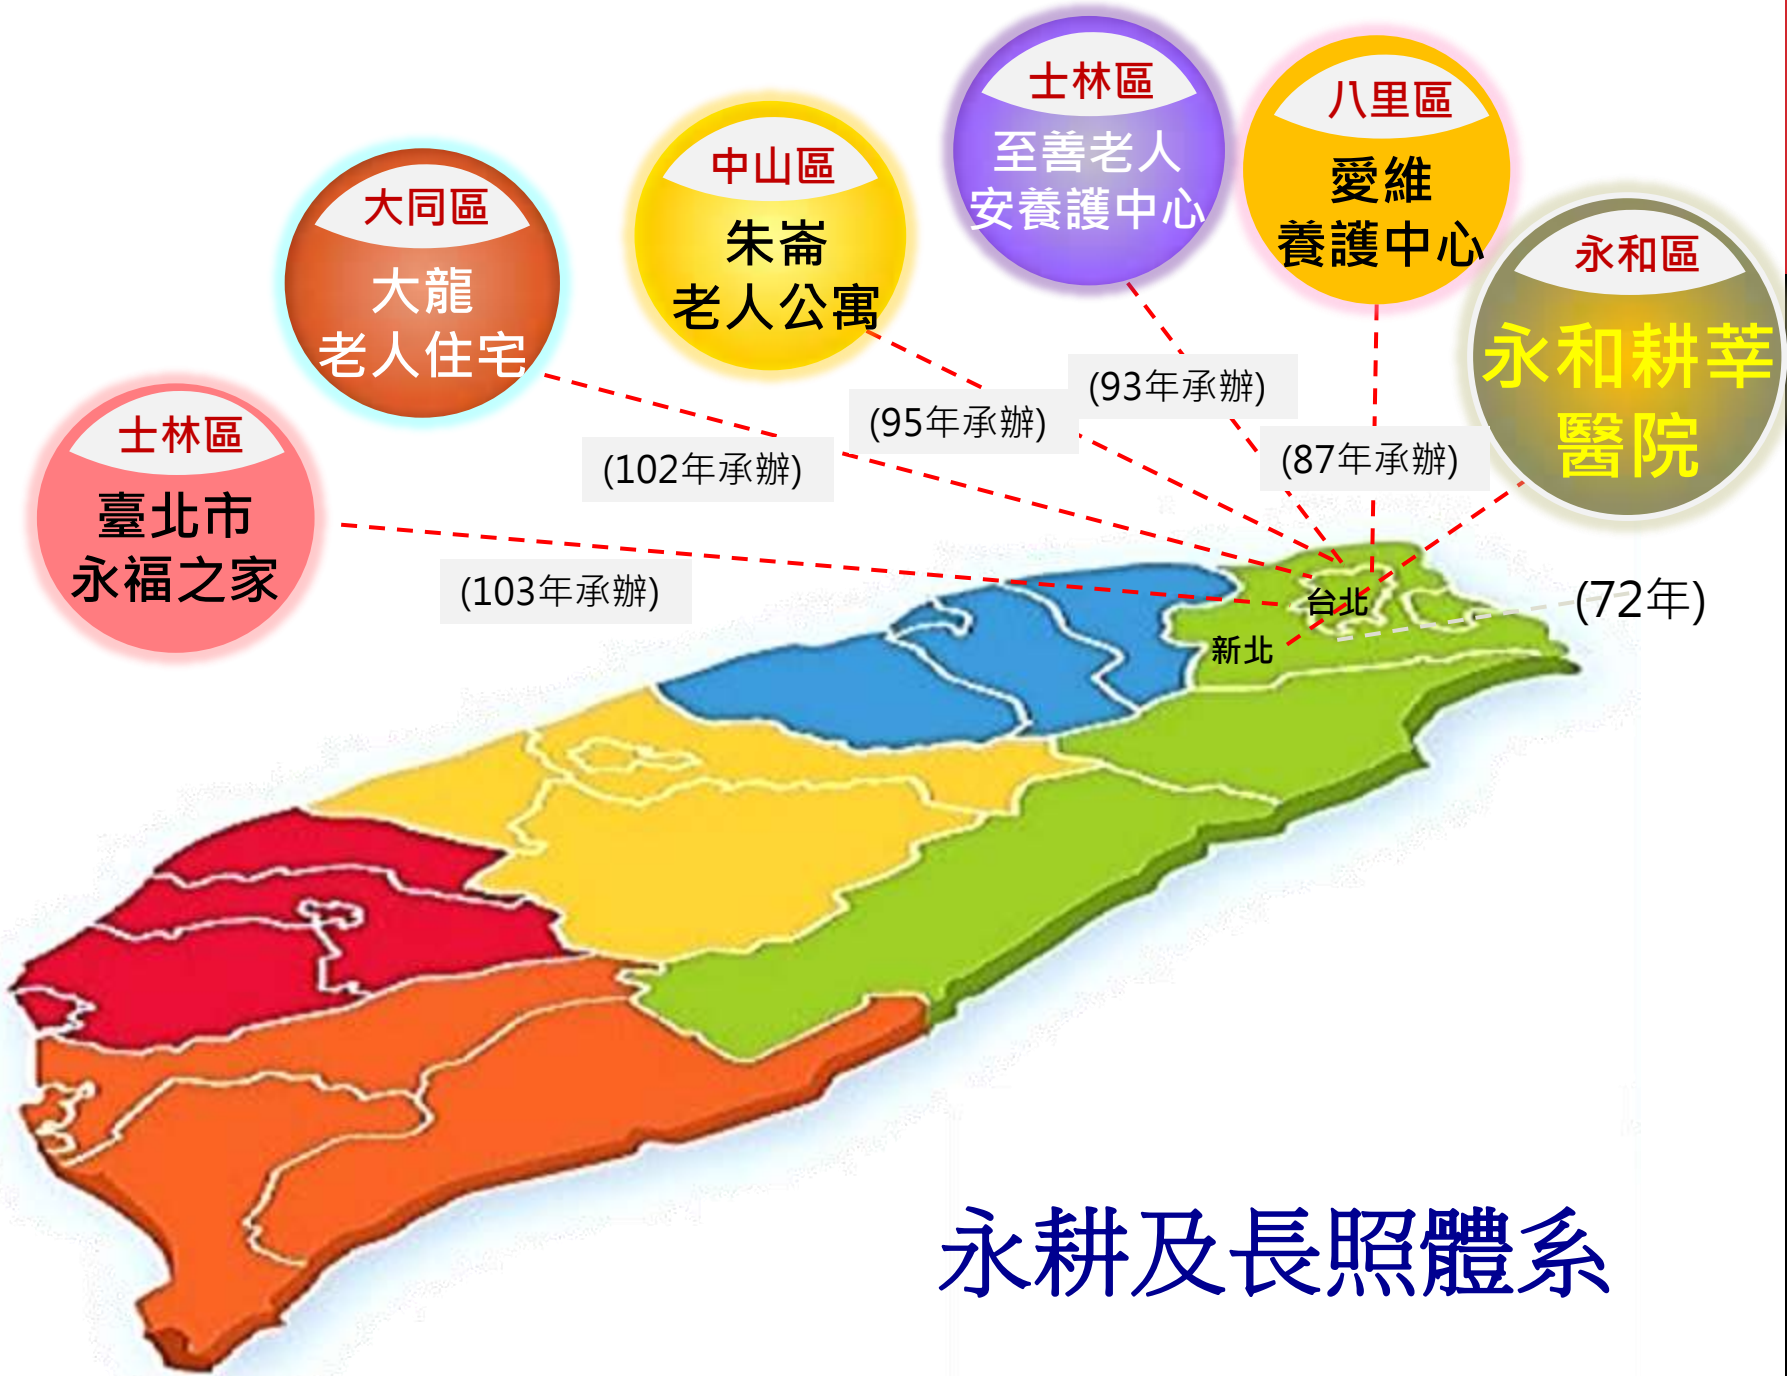 士林區
至善老人
安養護中心
八里區
愛維
養護中心
中山區
朱崙
老人公寓
大同區
大龍
老人住宅
永和區
永和耕莘
醫院
士林區
臺北市
永福之家
(93年承辦)
(95年承辦)
(87年承辦)
(102年承辦)
(103年承辦)
(72年)
台北
新北
永耕及長照體系